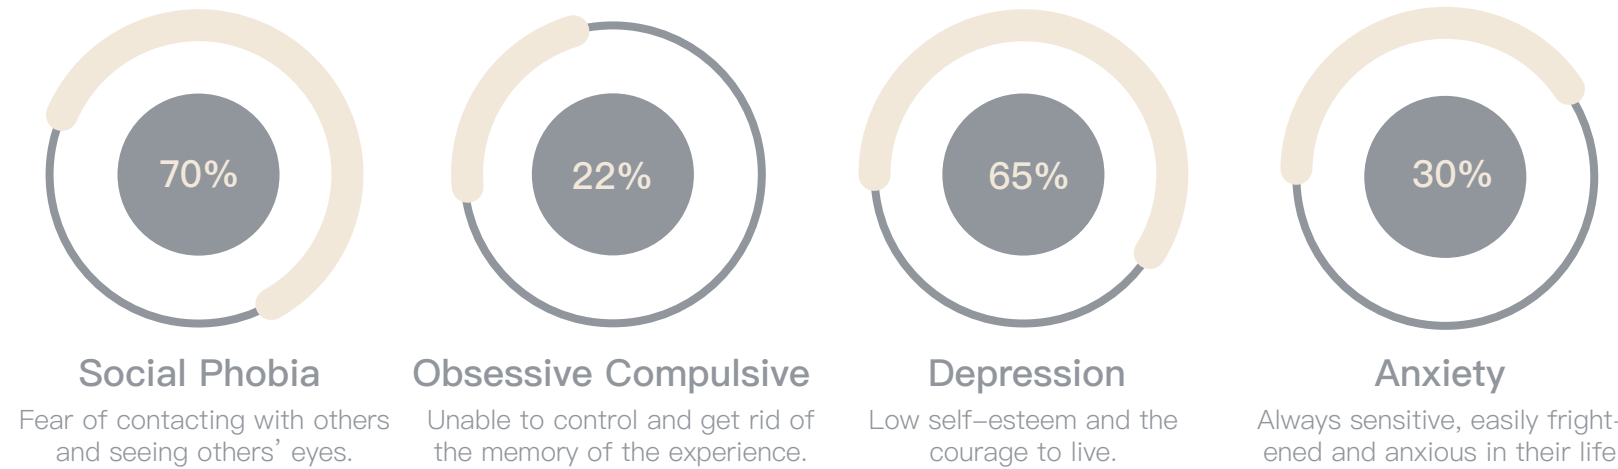 70%
22%
65%
30%
Social Phobia
Fear of contacting with others
and seeing others’ eyes.
Obsessive Compulsive
Unable to control and get rid of
the memory of the experience.
Depression
Low self-esteem and the
courage to live.
Anxiety
Always sensitive, easily fright-
ened and anxious in their life